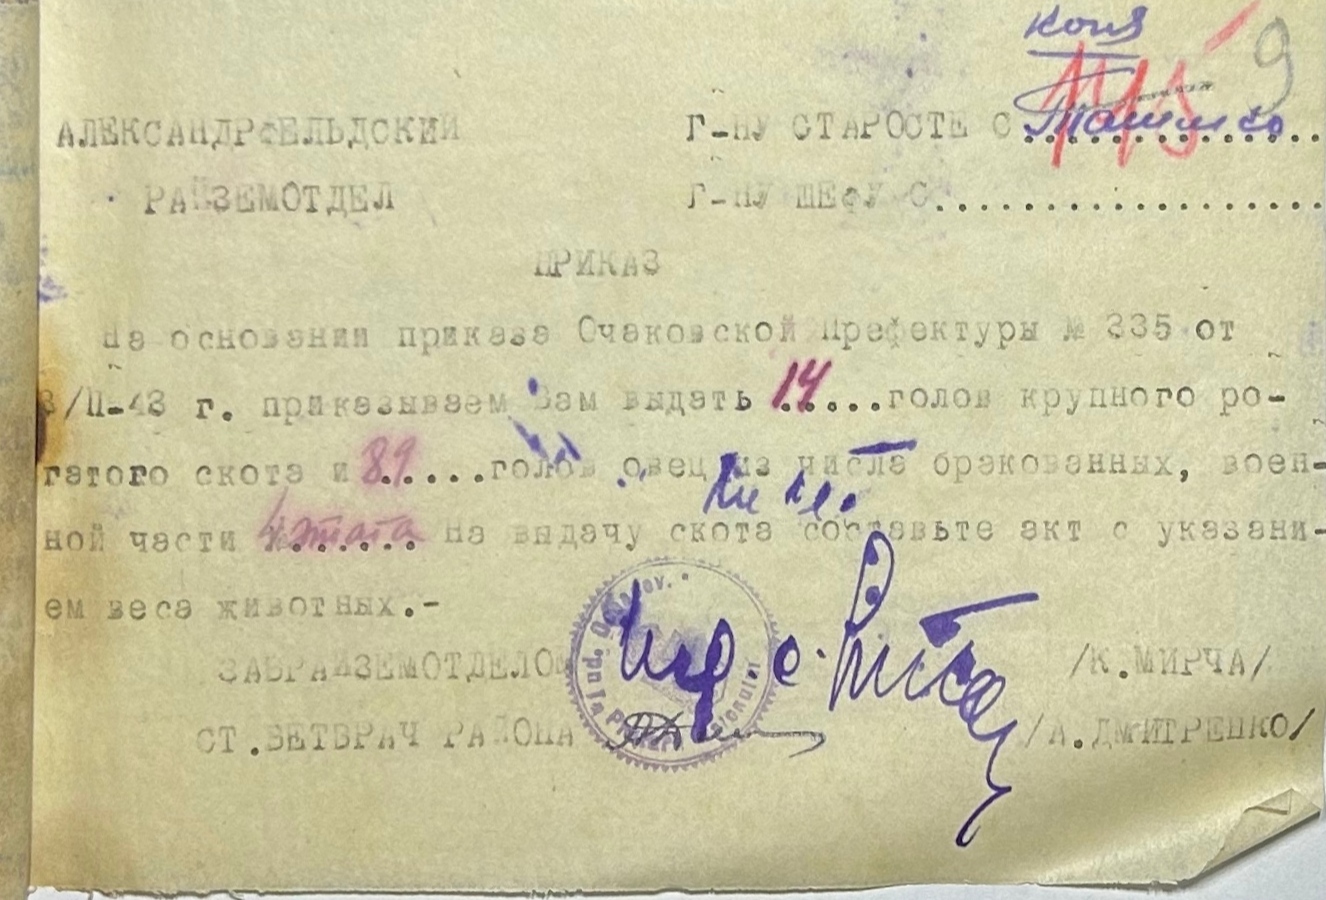 копия
9
АЛЕКСАНДРФЕЛЬДСКИЙ Г-НУ СТАРОСТЕ С.............
РАЙЗЕМОТДЕЛ Г-НУ ШЕФУ С....................
ПРИКАЗ
На основании приказа Очаковской Префектуры № 335 от
3/II-43 г. приказываем Вам выдать 14.....голов крупного ро-
гатого скота и 89.....голов овец из числа бракованных, воен-
ной части ....... На выдачу скота составьте акт с указани-
ем веса животных.-
ЗАВРАЙЗЕМОТДЕЛОМ /К.МИРЧА/
СТ.ВЕТВРАЧ РАЙОНА /А.ДМИТРЕНКО/